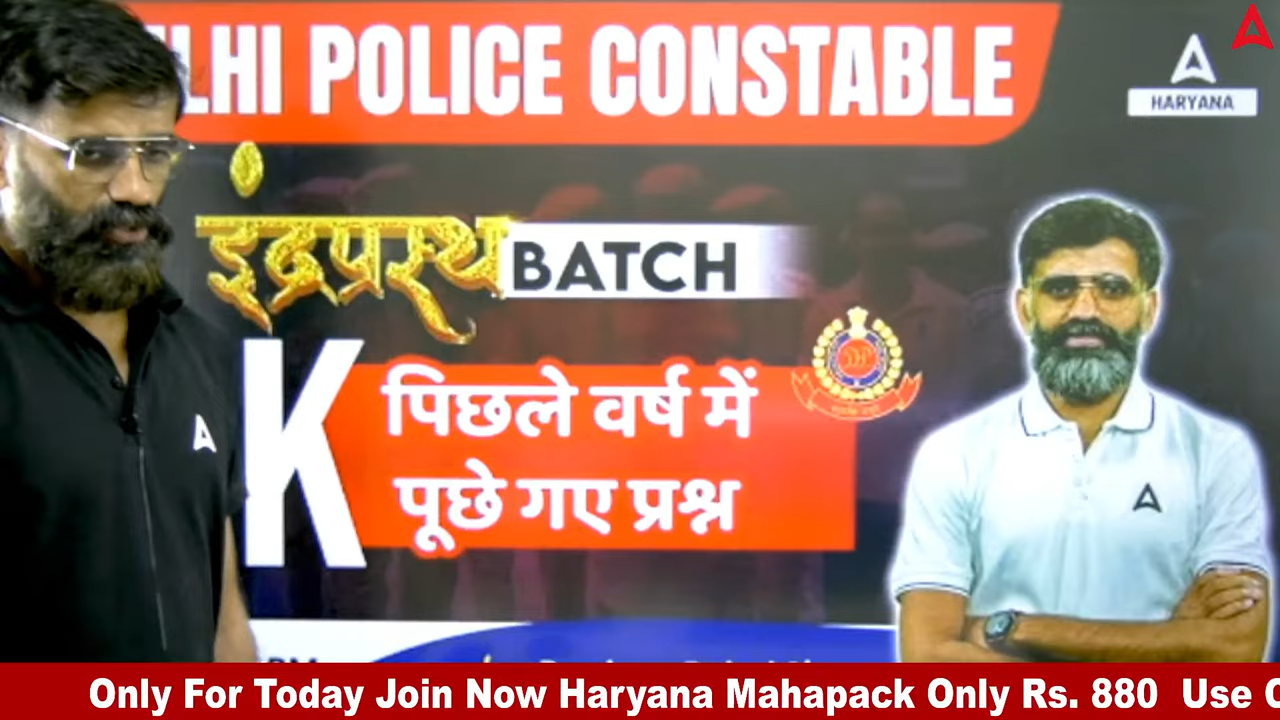 LHI POLICE CONSTABLE
HARYANA
इंद्रप्रस्थ BATCH
K
पिछले वर्ष में
पूछे गए प्रश्न
Only For Today Join Now Haryana Mahapack Only Rs. 880 Use